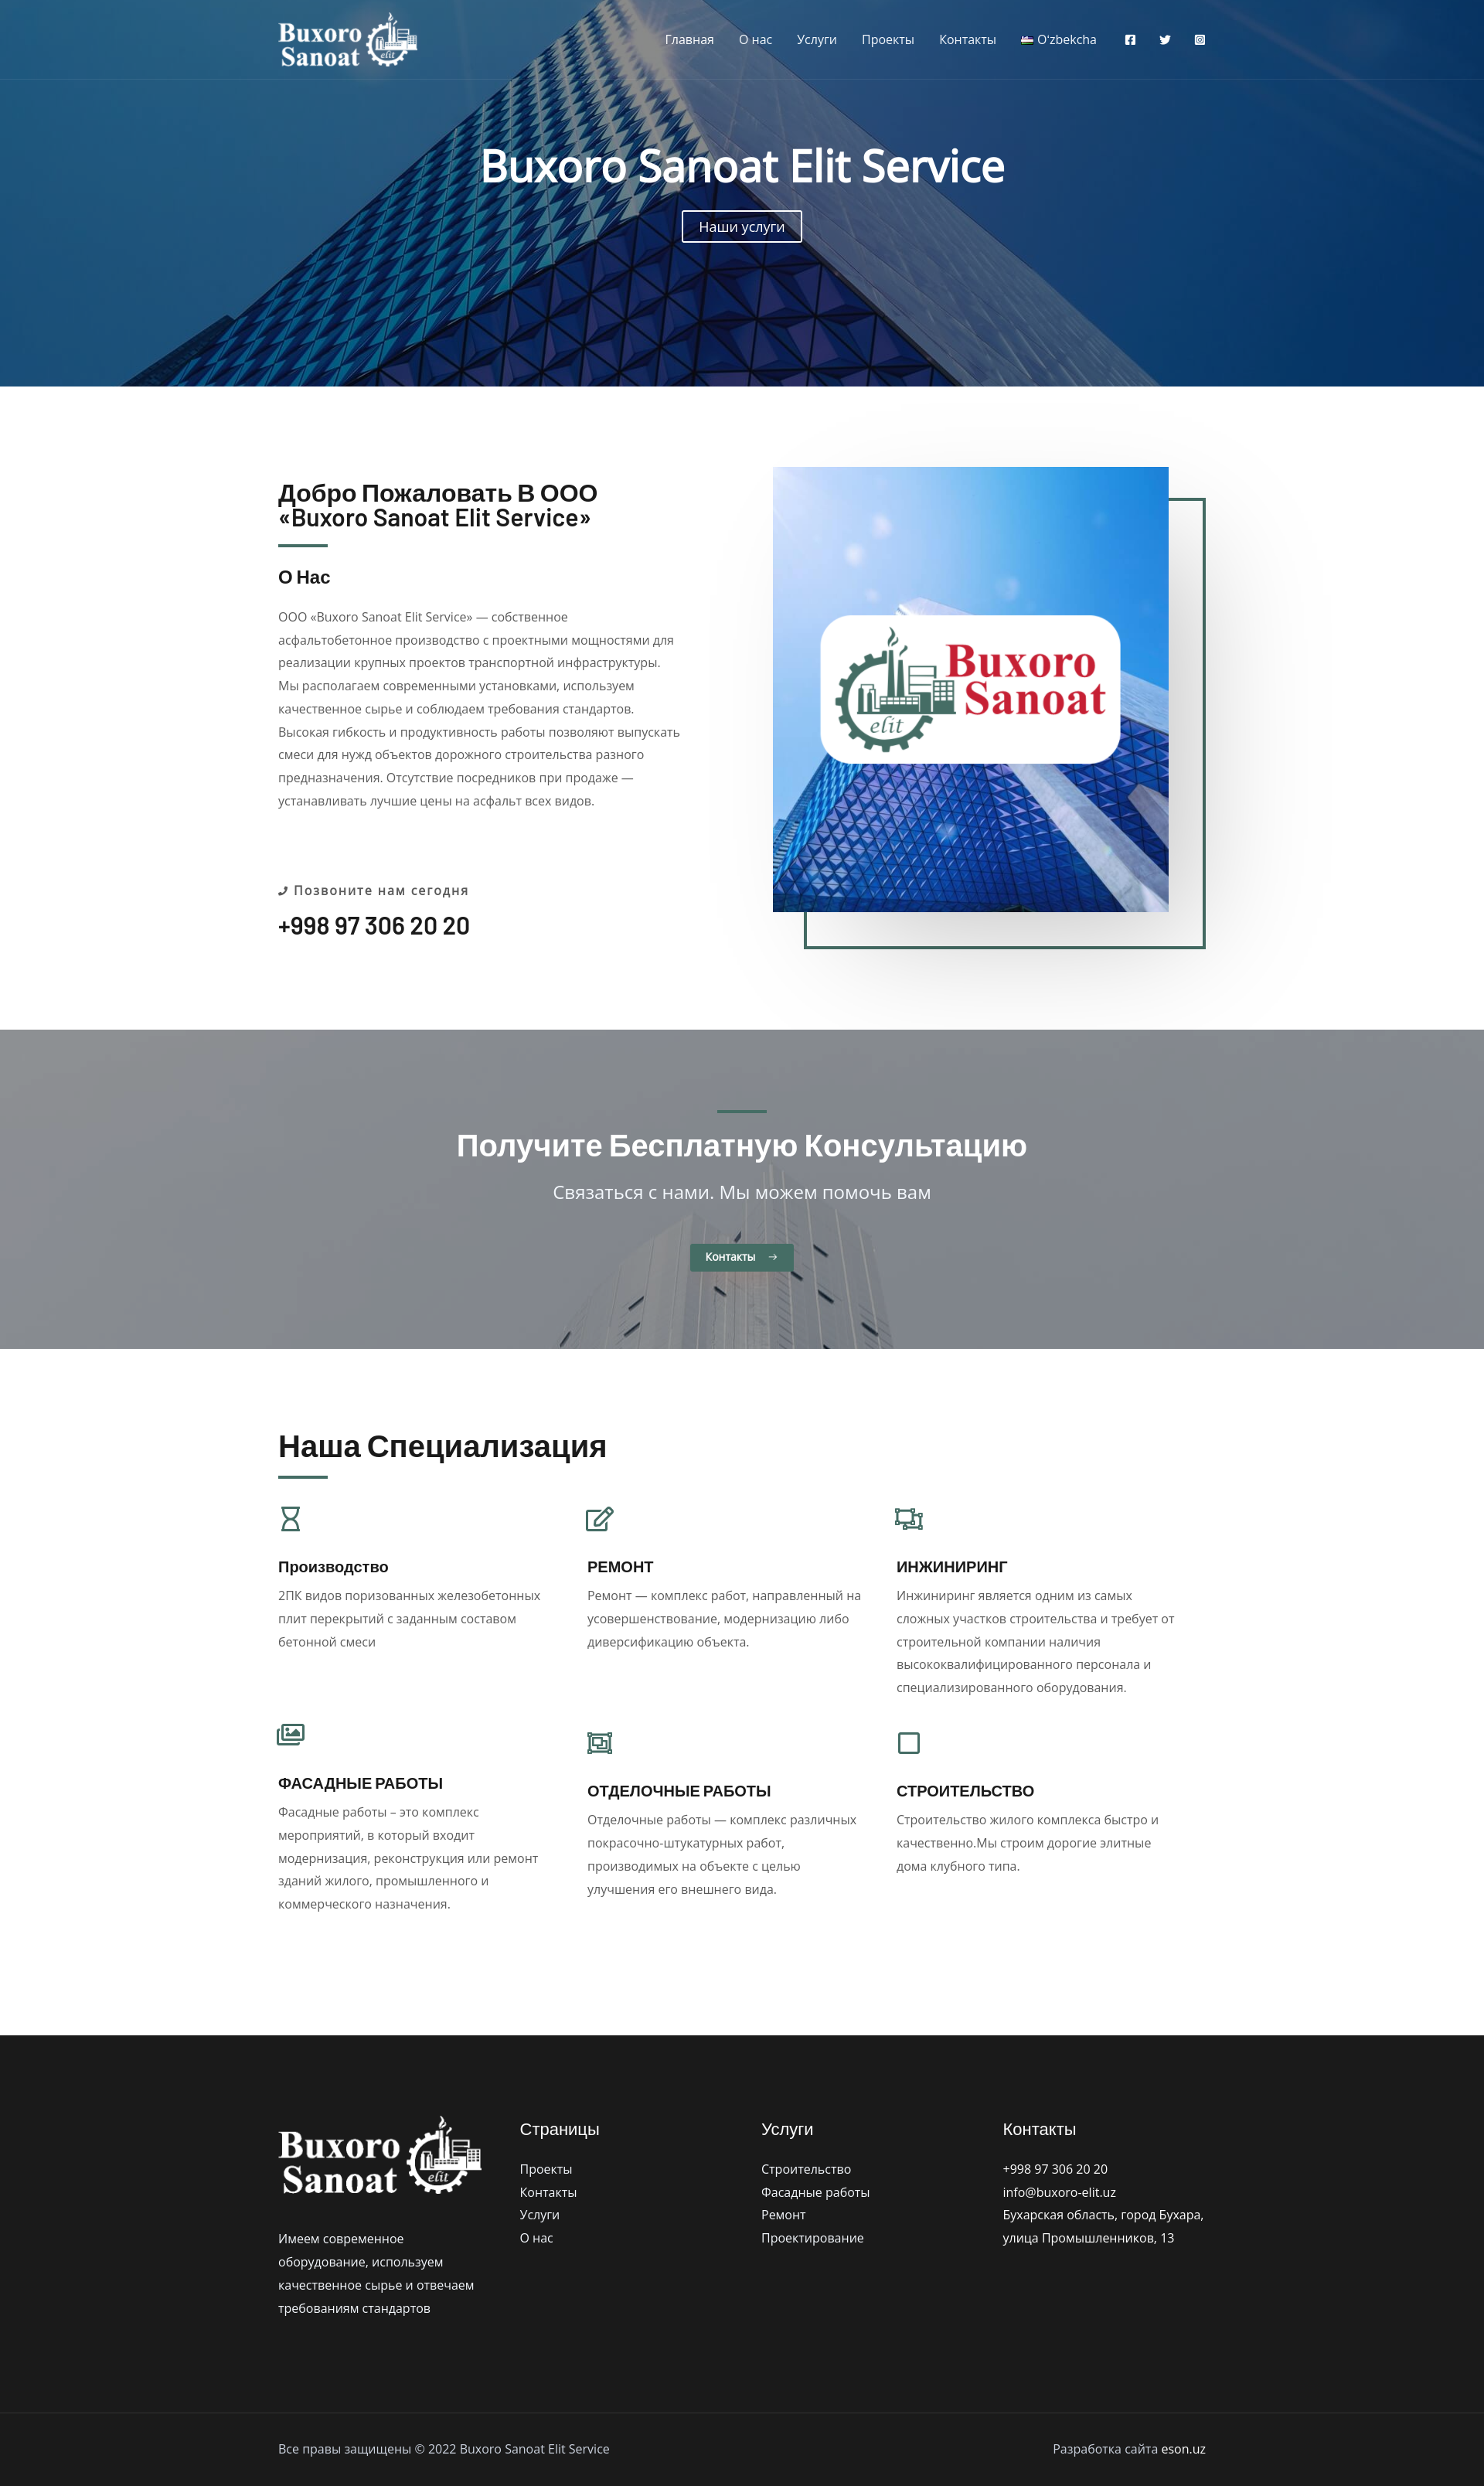 Buxoro
Sanoat
elit
Главная О нас Услуги Проекты Контакты O‘zbekcha
Buxoro Sanoat Elit Service
Наши услуги
Добро Пожаловать В ООО
«Buxoro Sanoat Elit Service»
О Нас
ООО «Buxoro Sanoat Elit Service» — собственное
асфальтобетонное производство с проектными мощностями для
реализации крупных проектов транспортной инфраструктуры.
Мы располагаем современными установками, используем
качественное сырье и соблюдаем требования стандартов.
Высокая гибкость и продуктивность работы позволяют выпускать
смеси для нужд объектов дорожного строительства разного
предназначения. Отсутствие посредников при продаже —
устанавливать лучшие цены на асфальт всех видов.
Позвоните нам сегодня
+998 97 306 20 20
Buxoro
Sanoat
elit
Получите Бесплатную Консультацию
Связаться с нами. Мы можем помочь вам
Контакты →
Наша Специализация
Производство
2ПК видов поризованных железобетонных
плит перекрытий с заданным составом
бетонной смеси
РЕМОНТ
Ремонт — комплекс работ, направленный на
усовершенствование, модернизацию либо
диверсификацию объекта.
ИНЖИНИРИНГ
Инжиниринг является одним из самых
сложных участков строительства и требует от
строительной компании наличия
высококвалифицированного персонала и
специализированного оборудования.
ФАСАДНЫЕ РАБОТЫ
Фасадные работы – это комплекс
мероприятий, в который входит
модернизация, реконструкция или ремонт
зданий жилого, промышленного и
коммерческого назначения.
ОТДЕЛОЧНЫЕ РАБОТЫ
Отделочные работы — комплекс различных
покрасочно-штукатурных работ,
производимых на объекте с целью
улучшения его внешнего вида.
СТРОИТЕЛЬСТВО
Строительство жилого комплекса быстро и
качественно.Мы строим дорогие элитные
дома клубного типа.
Buxoro
Sanoat
elit
Имеем современное
оборудование, используем
качественное сырье и отвечаем
требованиям стандартов
Страницы
Проекты
Контакты
Услуги
О нас
Услуги
Строительство
Фасадные работы
Ремонт
Проектирование
Контакты
+998 97 306 20 20
info@buxoro-elit.uz
Бухарская область, город Бухара,
улица Промышленников, 13
Все правы защищены © 2022 Buxoro Sanoat Elit Service
Разработка сайта eson.uz